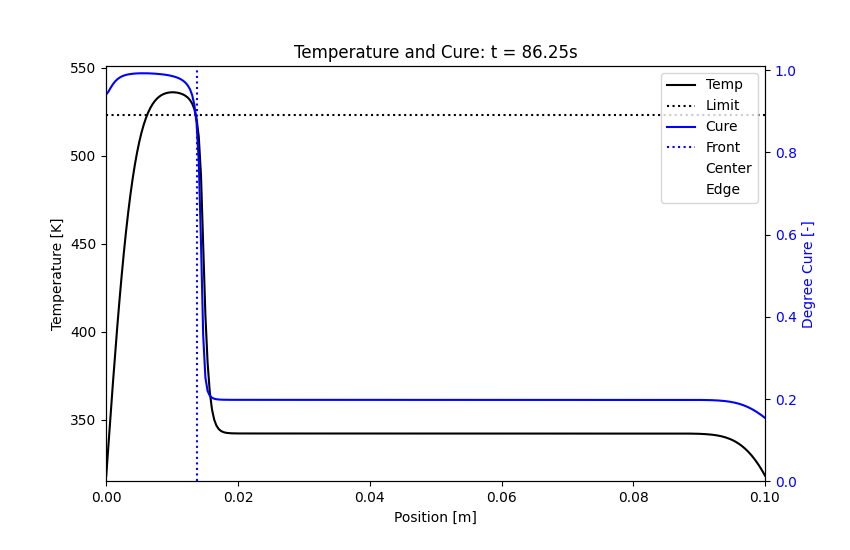 Temperature and Cure: t = 86.25s
550
500
450
400
350
Temperature [K]
1.0
0.8
0.6
0.4
0.2
0.0
Degree Cure [-]
Temp
Limit
Cure
Front
Center
Edge
0.00 0.02 0.04 0.06 0.08 0.10
Position [m]